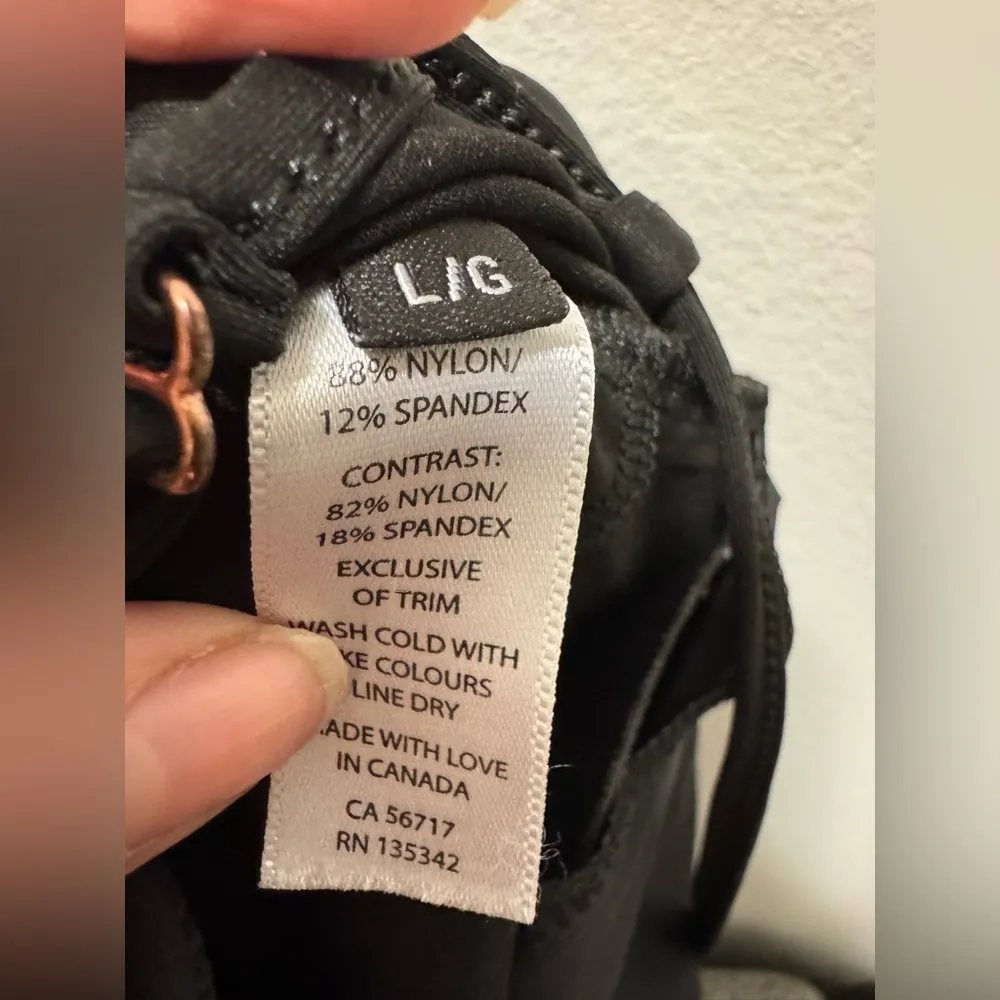 L/G
88% NYLON/
12% SPANDEX
CONTRAST:
82% NYLON/
18% SPANDEX
EXCLUSIVE
OF TRIM
WASH COLD WITH
COLOURS
LINE DRY
WITH LOVE
IN CANADA
CA 56717
RN 135342